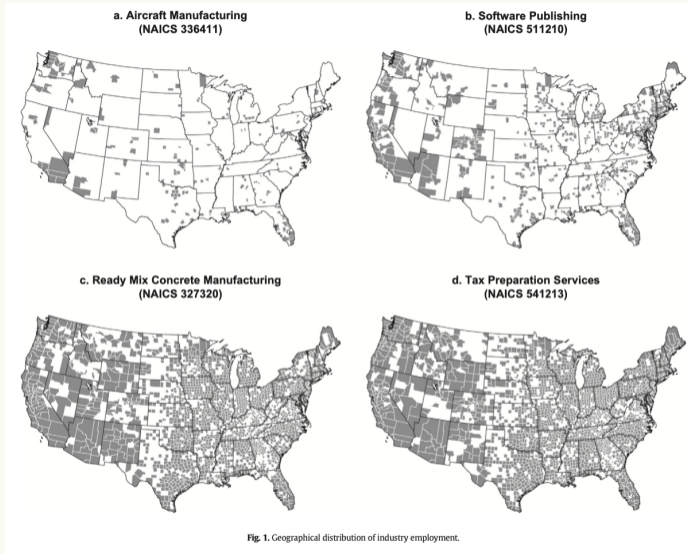 a. Aircraft Manufacturing
(NAICS 336411)
b. Software Publishing
(NAICS 511210)
c. Ready Mix Concrete Manufacturing
(NAICS 327320)
d. Tax Preparation Services
(NAICS 541213)
Fig. 1. Geographical distribution of industry employment.